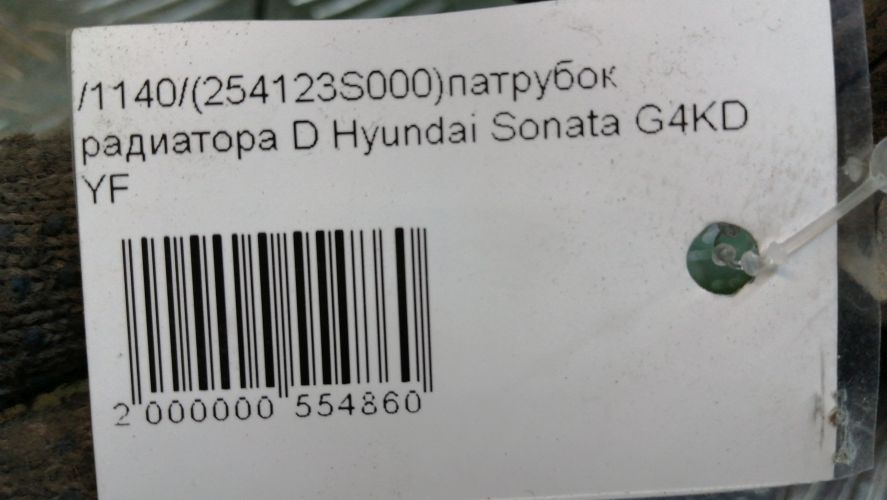 /1140/(254123S000)патрубок
радиатора D Hyundai Sonata G4KD
YF
2 000000 554860